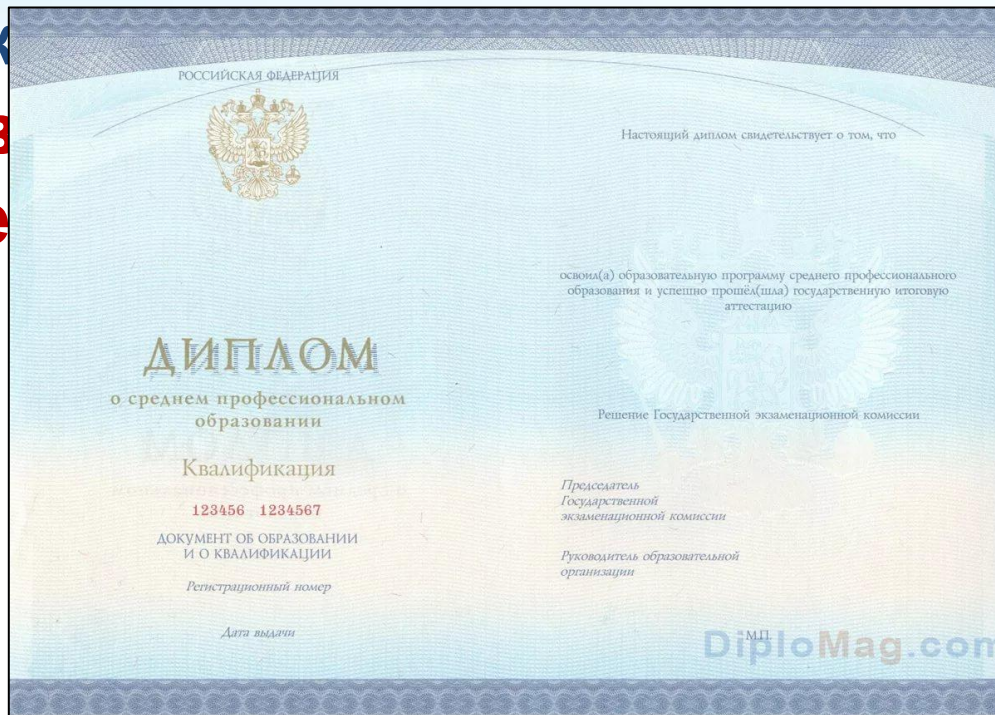 РОССИЙСКАЯ ФЕДЕРАЦИЯ
ДИПЛОМ
о среднем профессиональном
образовании
Квалификация
123456 1234567
ДОКУМЕНТ ОБ ОБРАЗОВАНИИ
И О КВАЛИФИКАЦИИ
Регистрационный номер
Дата выдачи
Настоящий диплом свидетельствует о том, что
освоил(а) образовательную программу среднего профессионального
образования и успешно прошёл(шла) государственную итоговую
аттестацию
Решение Государственной экзаменационной комиссии
Председатель
Государственной
экзаменационной комиссии
Руководитель образовательной
организации
М.П.
DiploMag.com